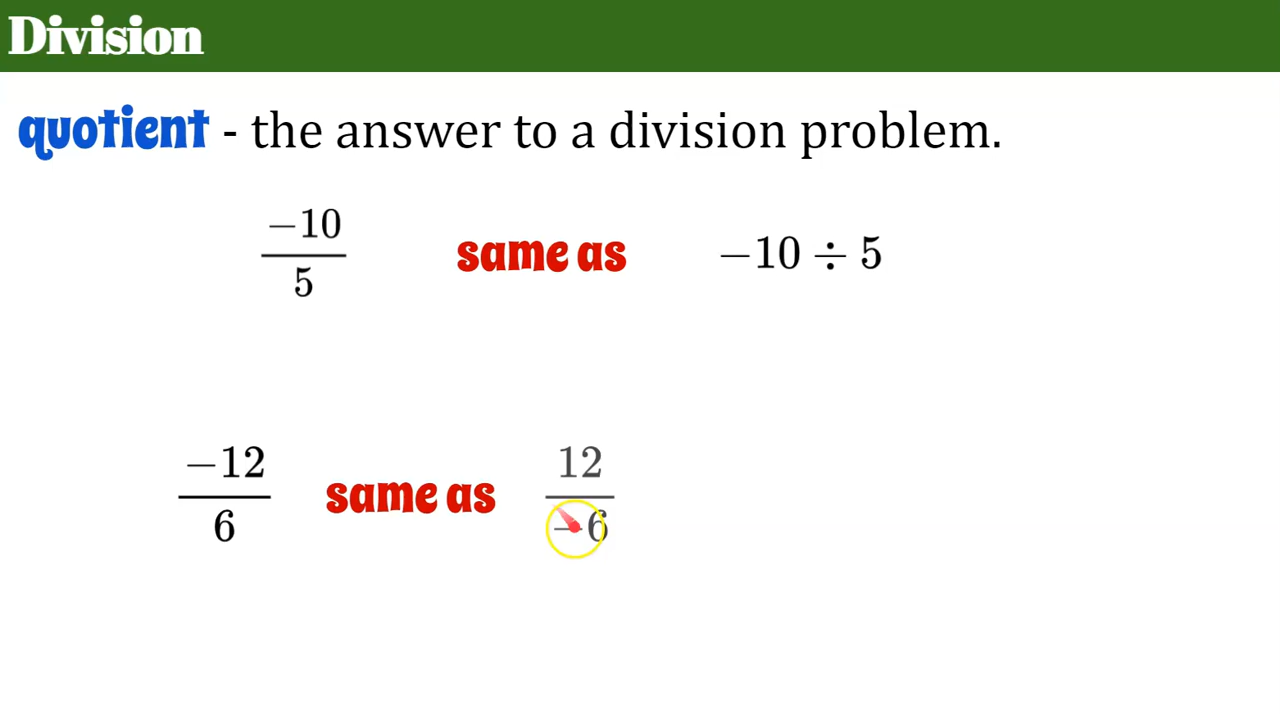 Division
quotient - the answer to a division problem.
−10
5
same as
−10 ÷ 5
−12
6
same as
12
−6